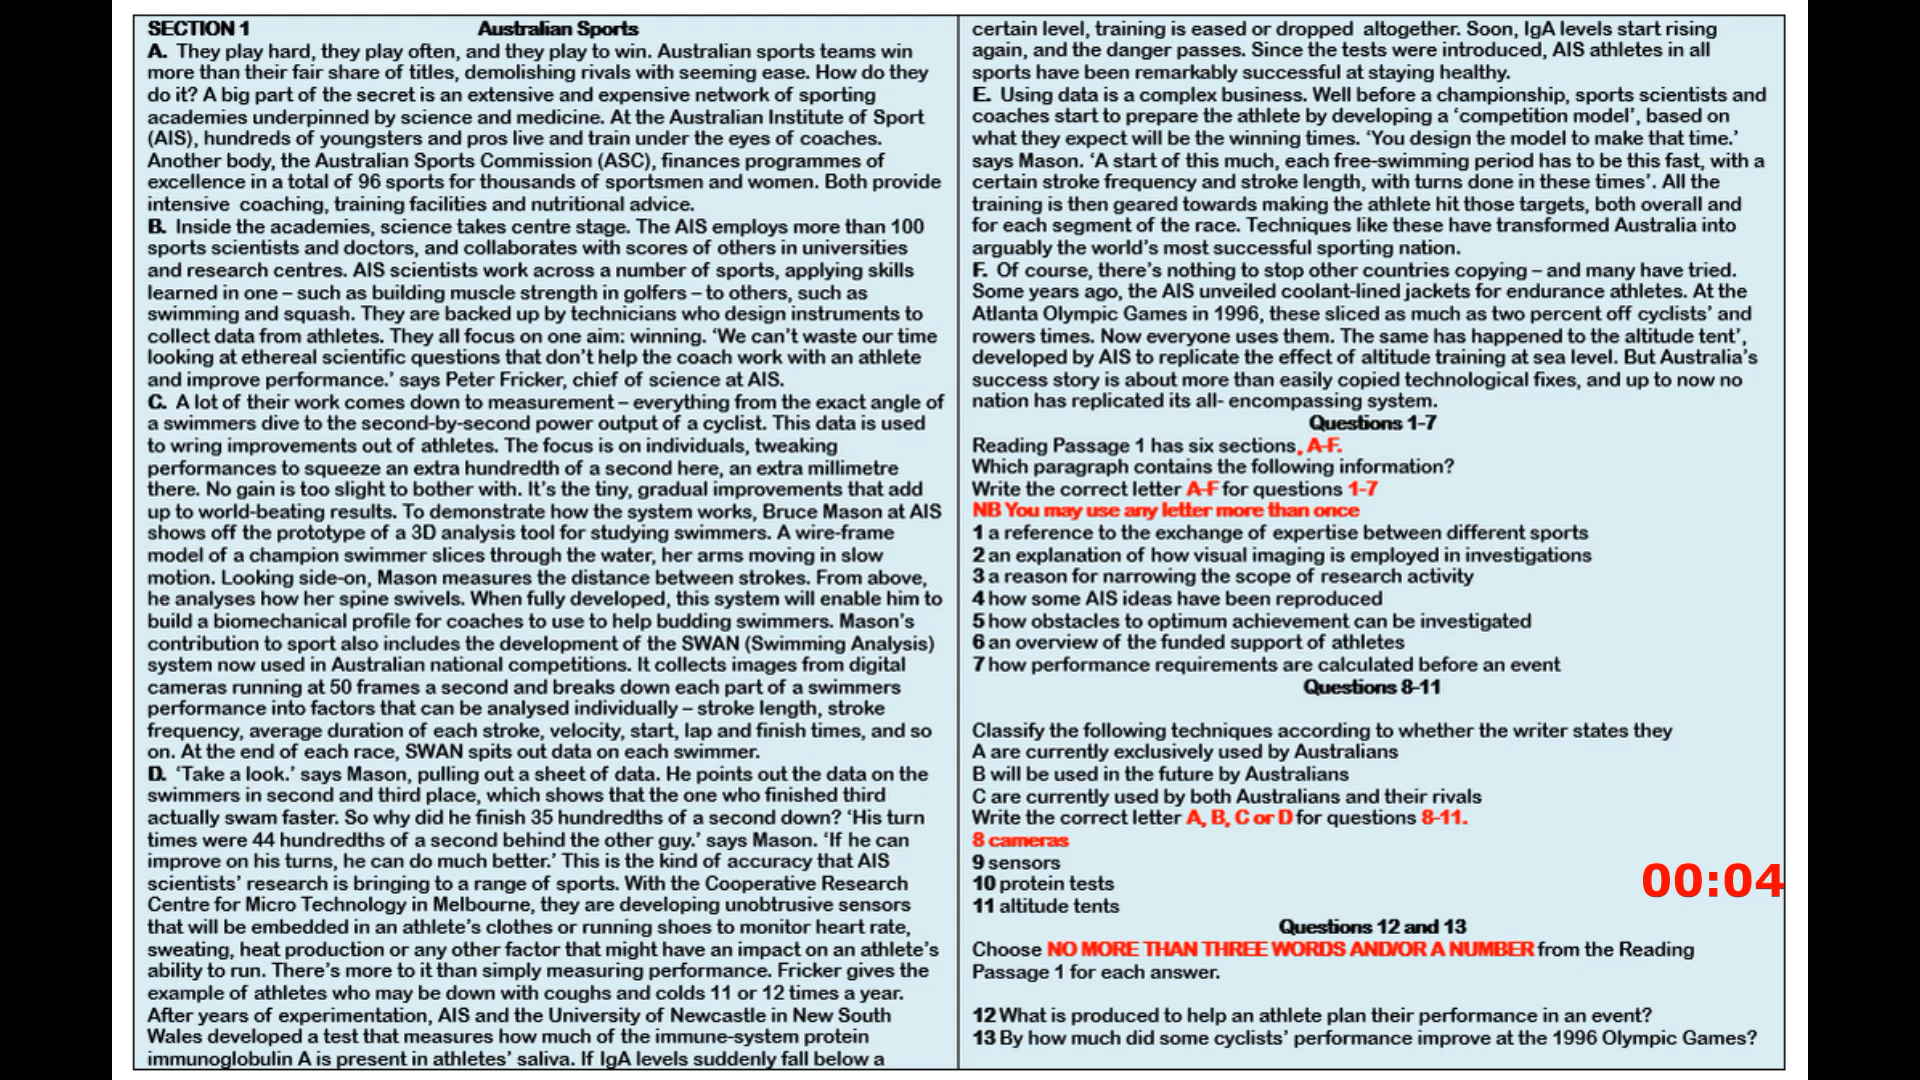 SECTION 1 Australian Sports
A. They play hard, they play often, and they play to win. Australian sports teams win
more than their fair share of titles, demolishing rivals with seeming ease. How do they
do it? A big part of the secret is an extensive and expensive network of sporting
academies underpinned by science and medicine. At the Australian Institute of Sport
(AIS), hundreds of youngsters and pros live and train under the eyes of coaches.
Another body, the Australian Sports Commission (ASC), finances programmes of
excellence in a total of 96 sports for thousands of sportsmen and women. Both provide
intensive coaching, training facilities and nutritional advice.
B. Inside the academies, science takes centre stage. The AIS employs more than 100
sports scientists and doctors, and collaborates with scores of others in universities
and research centres. AIS scientists work across a number of sports, applying skills
learned in one – such as building muscle strength in golfers – to others, such as
swimming and squash. They are backed up by technicians who design instruments to
collect data from athletes. They all focus on one aim: winning. ‘We can’t waste our time
looking at ethereal scientific questions that don’t help the coach work with an athlete
and improve performance.’ says Peter Fricker, chief of science at AIS.
C. A lot of their work comes down to measurement – everything from the exact angle of
a swimmers dive to the second-by-second power output of a cyclist. This data is used
to wring improvements out of athletes. The focus is on individuals, tweaking
performances to squeeze an extra hundredth of a second here, an extra millimetre
there. No gain is too slight to bother with. It’s the tiny, gradual improvements that add
up to world-beating results. To demonstrate how the system works, Bruce Mason at AIS
shows off the prototype of a 3D analysis tool for studying swimmers. A wire-frame
model of a champion swimmer slices through the water, her arms moving in slow
motion. Looking side-on, Mason measures the distance between strokes. From above,
he analyses how her spine swivels. When fully developed, this system will enable him to
build a biomechanical profile for coaches to use to help budding swimmers. Mason’s
contribution to sport also includes the development of the SWAN (Swimming Analysis)
system now used in Australian national competitions. It collects images from digital
cameras running at 50 frames a second and breaks down each part of a swimmers
performance into factors that can be analysed individually – stroke length, stroke
frequency, average duration of each stroke, velocity, start, lap and finish times, and so
on. At the end of each race, SWAN spits out data on each swimmer.
D. ‘Take a look.’ says Mason, pulling out a sheet of data. He points out the data on the
swimmers in second and third place, which shows that the one who finished third
actually swam faster. So why did he finish 35 hundredths of a second down? ‘His turn
times were 44 hundredths of a second behind the other guy.’ says Mason. ‘If he can
improve on his turns, he can do much better.’ This is the kind of accuracy that AIS
scientists’ research is bringing to a range of sports. With the Cooperative Research
Centre for Micro Technology in Melbourne, they are developing unobtrusive sensors
that will be embedded in an athlete’s clothes or running shoes to monitor heart rate,
sweating, heat production or any other factor that might have an impact on an athlete’s
ability to run. There’s more to it than simply measuring performance. Fricker gives the
example of athletes who may be down with coughs and colds 11 or 12 times a year.
After years of experimentation, AIS and the University of Newcastle in New South
Wales developed a test that measures how much of the immune-system protein
immunoglobulin A is present in athletes’ saliva. If IgA levels suddenly fall below a
certain level, training is eased or dropped altogether. Soon, IgA levels start rising
again, and the danger passes. Since the tests were introduced, AIS athletes in all
sports have been remarkably successful at staying healthy.
E. Using data is a complex business. Well before a championship, sports scientists and
coaches start to prepare the athlete by developing a ‘competition model’, based on
what they expect will be the winning times. ‘You design the model to make that time.’
says Mason. ‘A start of this much, each free-swimming period has to be this fast, with a
certain stroke frequency and stroke length, with turns done in these times’. All the
training is then geared towards making the athlete hit those targets, both overall and
for each segment of the race. Techniques like these have transformed Australia into
arguably the world’s most successful sporting nation.
F. Of course, there’s nothing to stop other countries copying – and many have tried.
Some years ago, the AIS unveiled coolant-lined jackets for endurance athletes. At the
Atlanta Olympic Games in 1996, these sliced as much as two percent off cyclists’ and
rowers times. Now everyone uses them. The same has happened to the altitude tent’,
developed by AIS to replicate the effect of altitude training at sea level. But Australia’s
success story is about more than easily copied technological fixes, and up to now no
nation has replicated its all- encompassing system.
Questions 1-7
Reading Passage 1 has six sections, A-F.
Which paragraph contains the following information?
Write the correct letter A-F for questions 1-7
NB You may use any letter more than once
1 a reference to the exchange of expertise between different sports
2 an explanation of how visual imaging is employed in investigations
3 a reason for narrowing the scope of research activity
4 how some AIS ideas have been reproduced
5 how obstacles to optimum achievement can be investigated
6 an overview of the funded support of athletes
7 how performance requirements are calculated before an event
Questions 8-11
Classify the following techniques according to whether the writer states they
A are currently exclusively used by Australians
B will be used in the future by Australians
C are currently used by both Australians and their rivals
Write the correct letter A, B, C or D for questions 8-11.
8 cameras
9 sensors
10 protein tests
11 altitude tents
00:04
Questions 12 and 13
Choose NO MORE THAN THREE WORDS AND/OR A NUMBER from the Reading
Passage 1 for each answer.
12 What is produced to help an athlete plan their performance in an event?
13 By how much did some cyclists’ performance improve at the 1996 Olympic Games?